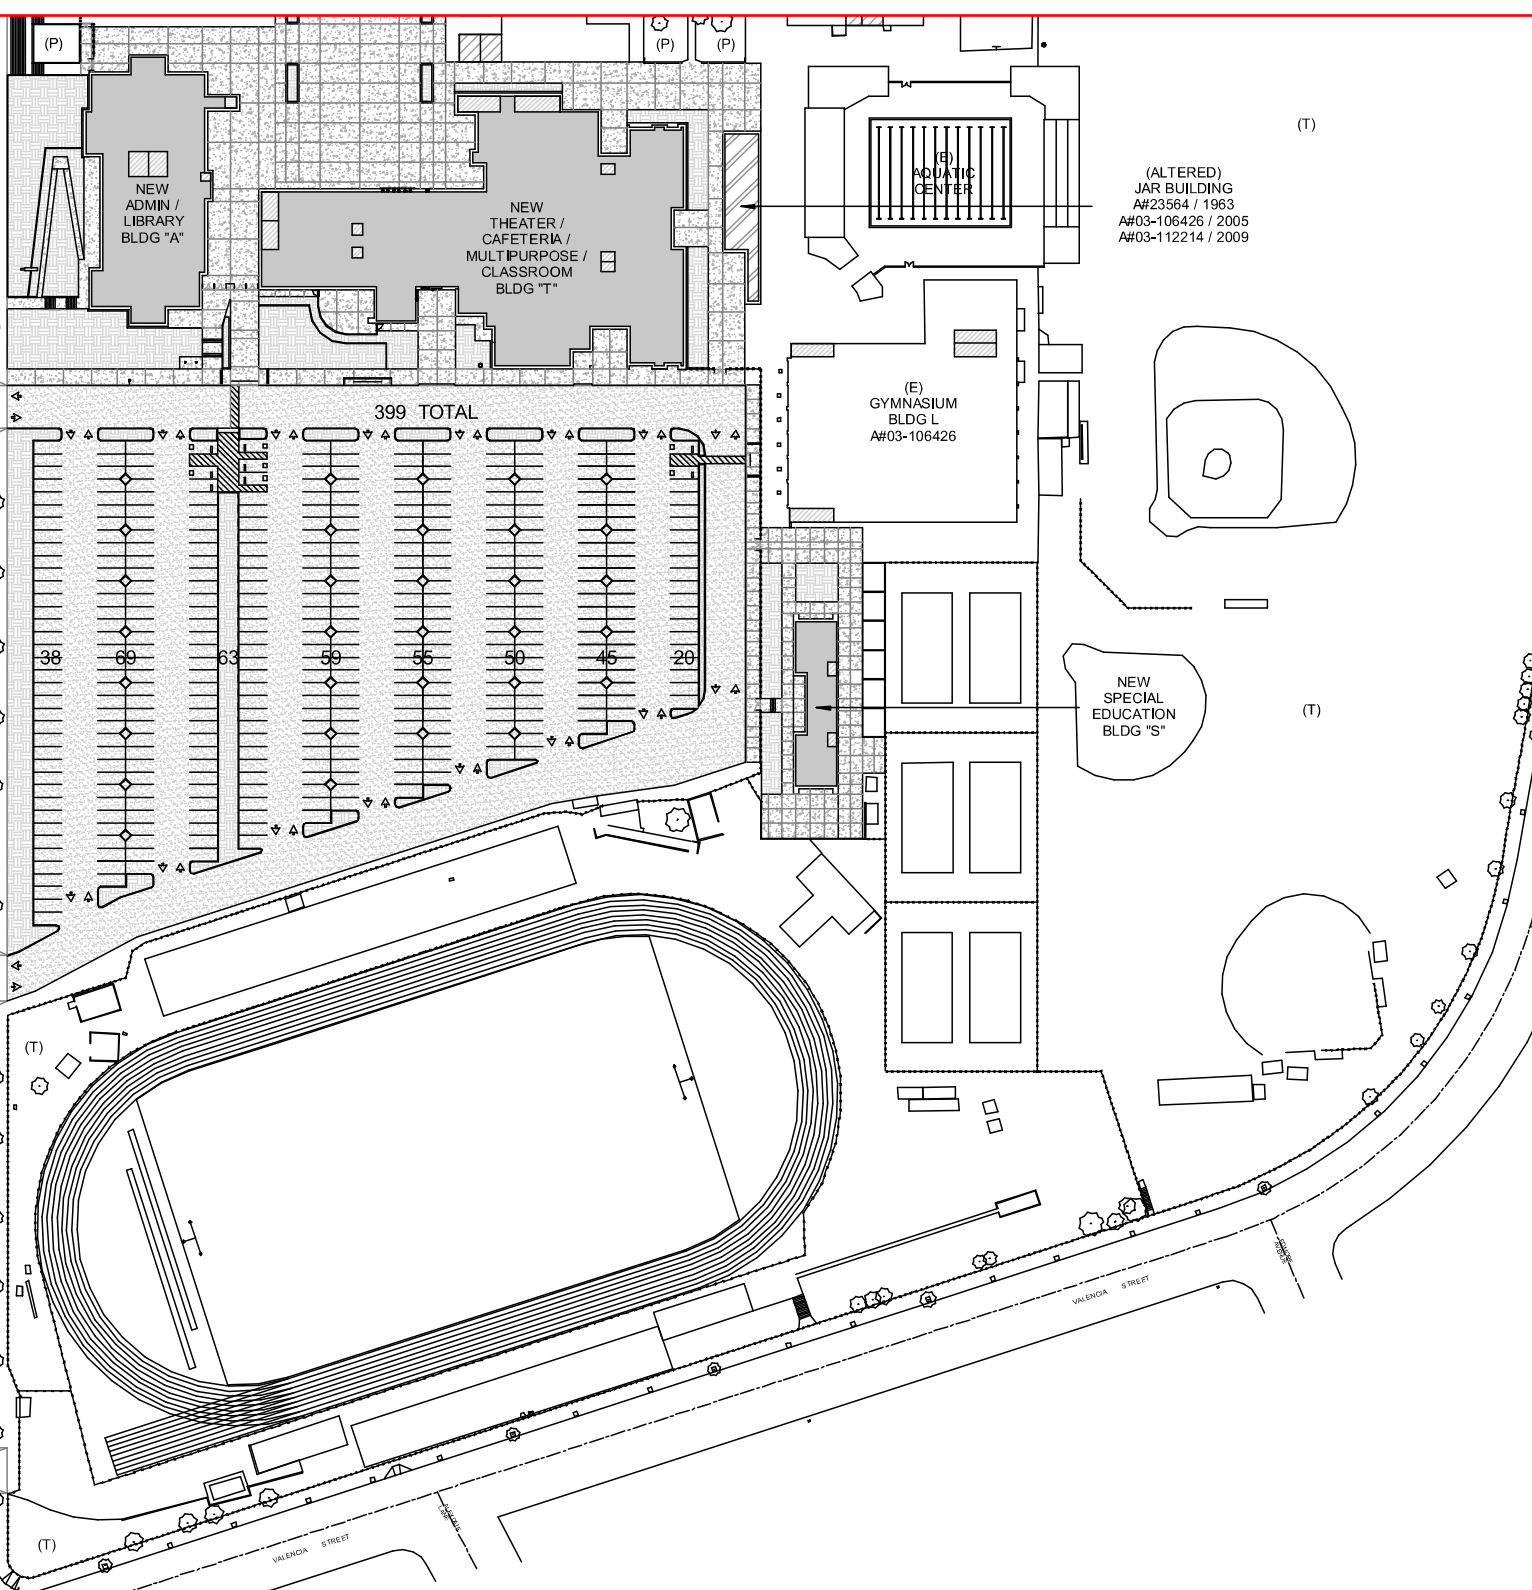 (P)
(P)
(P)
(T)
NEW
ADMIN /
LIBRARY
BLDG "A"
NEW
THEATER /
CAFETERIA /
MULTIPURPOSE /
CLASSROOM
BLDG "T"
(E)
AQUATIC
CENTER
(ALTERED)
JAR BUILDING
A#23564 / 1963
A#03-106426 / 2005
A#03-112214 / 2009
399 TOTAL
(E)
GYMNASIUM
BLDG L
A#03-106426
38
69
63
59
55
50
45
20
NEW
SPECIAL
EDUCATION
BLDG "S"
(T)
(T)
VALENCIA STREET
VALENCIA STREET
(T)